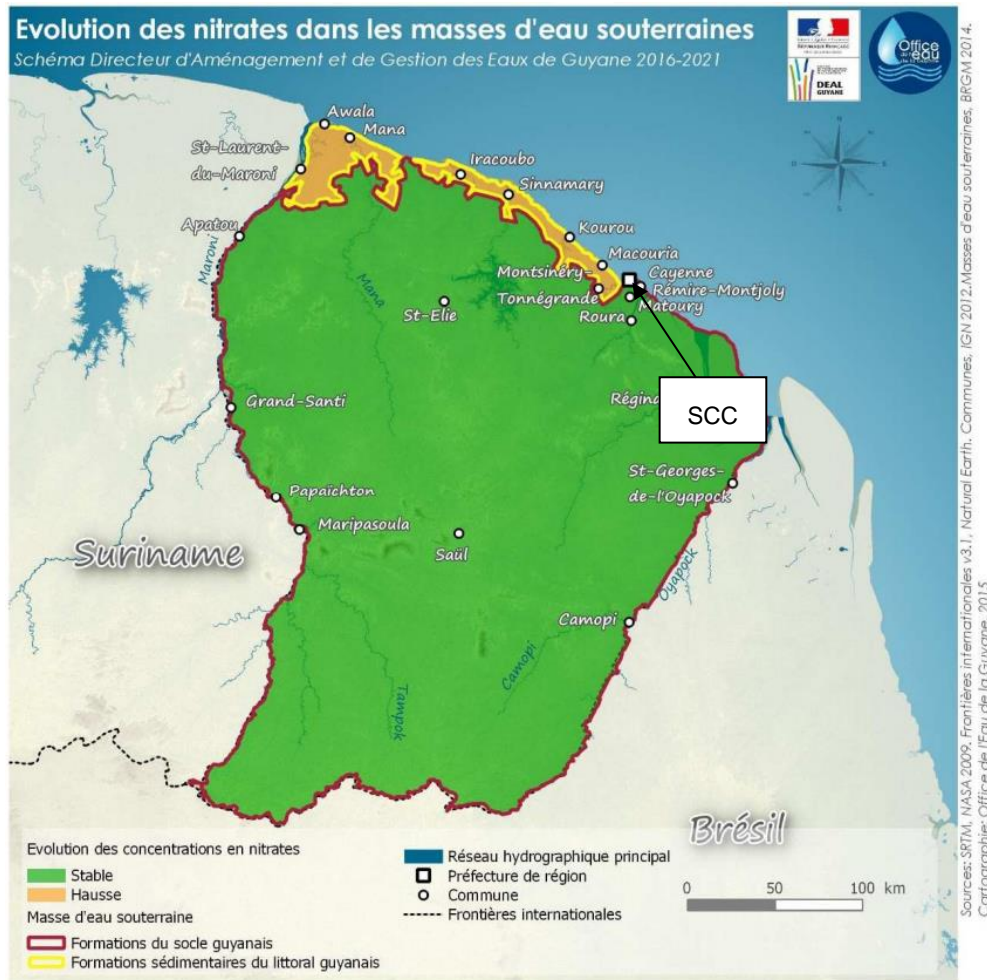 Evolution des nitrates dans les masses d'eau souterraines
Schéma Directeur d'Aménagement et de Gestion des Eaux de Guyane 2016-2021
RÉPUBLIQUE FRANÇAISE
DEAL
GUYANE
Office
de l'eau
Awala
Mana
St-Laurent-
du-Maroni
Iracoubo
Sinnamary
Apatou
Kourou
Maroni
Macouria
Mana
Montsinéry-
Tonnégrande
Cayenne
Rémire-Montjoly
Matoury
St-Elie
Roura
Grand-Santi
Régina
SCC
St-Georges-
de-l'Oyapock
Papaïchton
Maripasoula
Suriname
Saül
Oyapock
Camopi
Camopi
Tampok
Brésil
Evolution des concentrations en nitrates
Stable
Hausse
Masse d'eau souterraine
Formations du socle guyanais
Formations sédimentaires du littoral guyanais
Réseau hydrographique principal
Préfecture de région
Commune
Frontières internationales
0 50 100 km
Sources: SRTM, NASA 2009. Frontières internationales v3.1, Natural Earth. Communes, IGN 2012.Masses d'eau souterraines, BRGM 2014.
Cartographie: Office de l'Eau de la Guyane, 2015